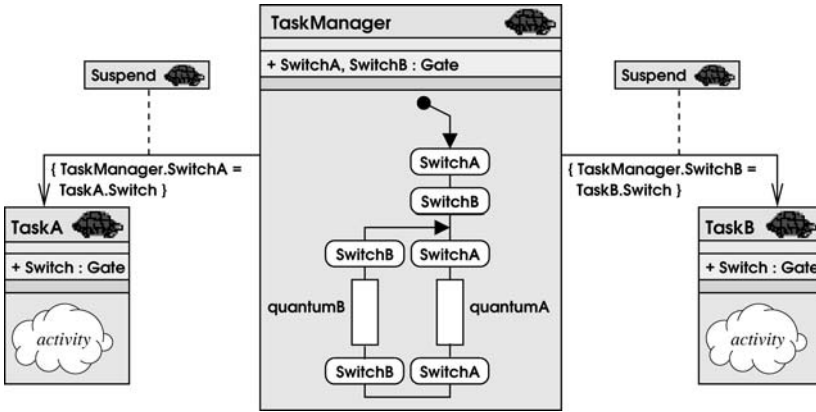 TaskManager
+ SwitchA, SwitchB : Gate
Suspend
Suspend
{ TaskManager.SwitchA =
TaskA.Switch }
{ TaskManager.SwitchB =
TaskB.Switch }
SwitchA
SwitchB
TaskA
+ Switch : Gate
activity
SwitchB
SwitchA
quantumB
quantumA
SwitchB
SwitchA
TaskB
+ Switch : Gate
activity